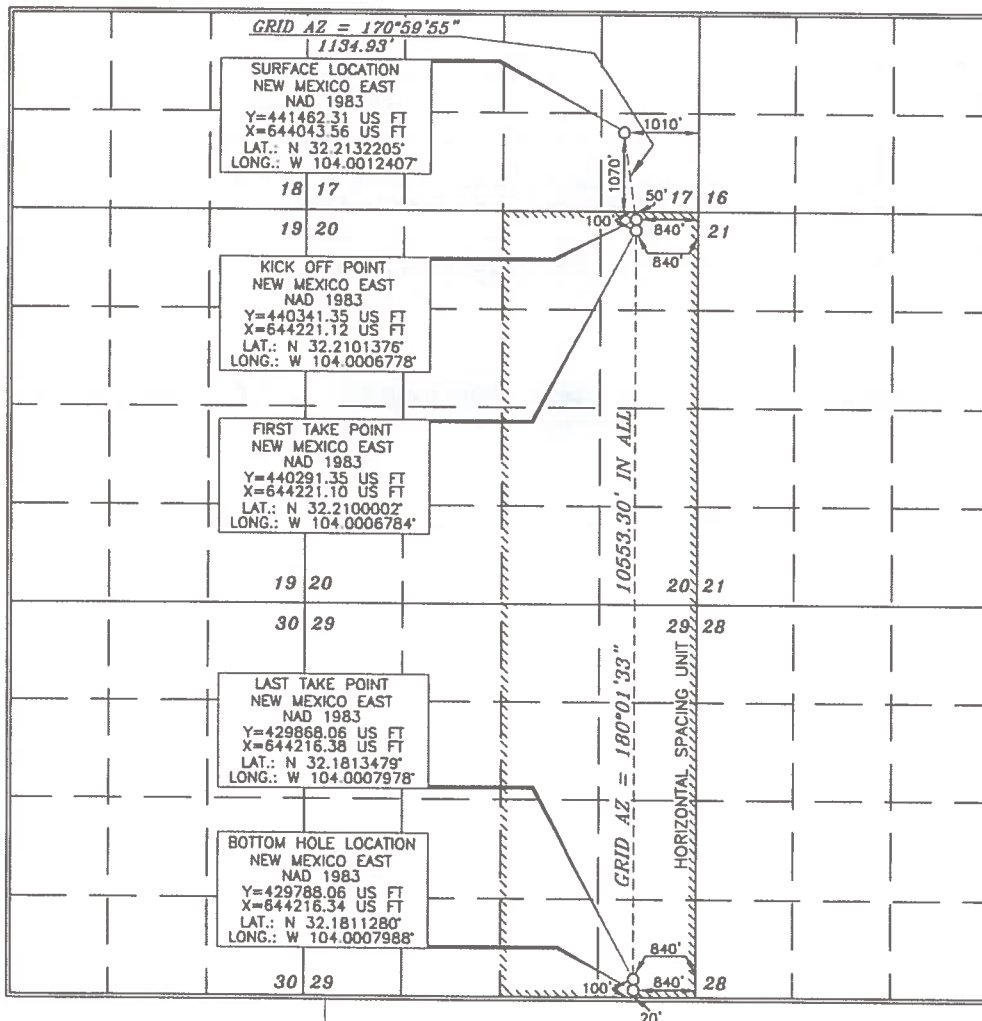 GRID AZ = 170°59'55"
1134.93'
SURFACE LOCATION
NEW MEXICO EAST
NAD 1983
Y=441462.31 US FT
X=644043.56 US FT
LAT.: N 32.2132205°
LONG.: W 104.0012407°
1010'
1070'
18 17
50'
17 16
19 20
100'
840'
21
840'
KICK OFF POINT
NEW MEXICO EAST
NAD 1983
Y=440341.35 US FT
X=644221.12 US FT
LAT.: N 32.2101376°
LONG.: W 104.0006778°
FIRST TAKE POINT
NEW MEXICO EAST
NAD 1983
Y=440291.35 US FT
X=644221.10 US FT
LAT.: N 32.2100002°
LONG.: W 104.0006784°
GRID AZ = 180°01'33" 10553.30' IN ALL
19 20
20 21
30 29
29 28
HORIZONTAL SPACING UNIT
LAST TAKE POINT
NEW MEXICO EAST
NAD 1983
Y=429868.06 US FT
X=644216.38 US FT
LAT.: N 32.1813479°
LONG.: W 104.0007978°
BOTTOM HOLE LOCATION
NEW MEXICO EAST
NAD 1983
Y=429788.06 US FT
X=644216.34 US FT
LAT.: N 32.1811280°
LONG.: W 104.0007988°
840'
30 29
100'
840'
28
20'